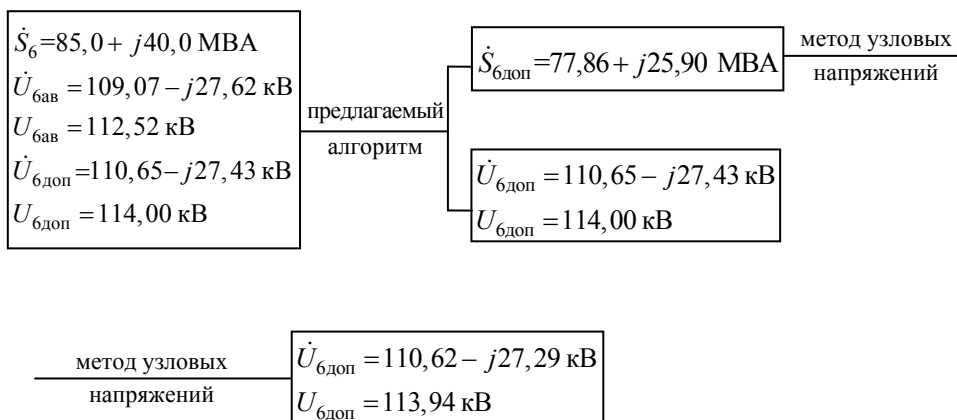 Ṡ₆=85,0+ j40,0 МВА
U̇₆ав = 109,07 – j27,62 кВ
U₆ав = 112,52 кВ
U̇₆доп =110,65– j27,43 кВ
U₆доп = 114,00 кВ
предлагаемый
алгоритм
Ṡ₆доп =77,86+ j25,90 МВА
U̇₆доп = 110,65 – j27,43 кВ
U₆доп = 114,00 кВ
метод узловых
напряжений
метод узловых
напряжений
U̇₆доп = 110,62 – j27,29 кВ
U₆доп = 113,94 кВ